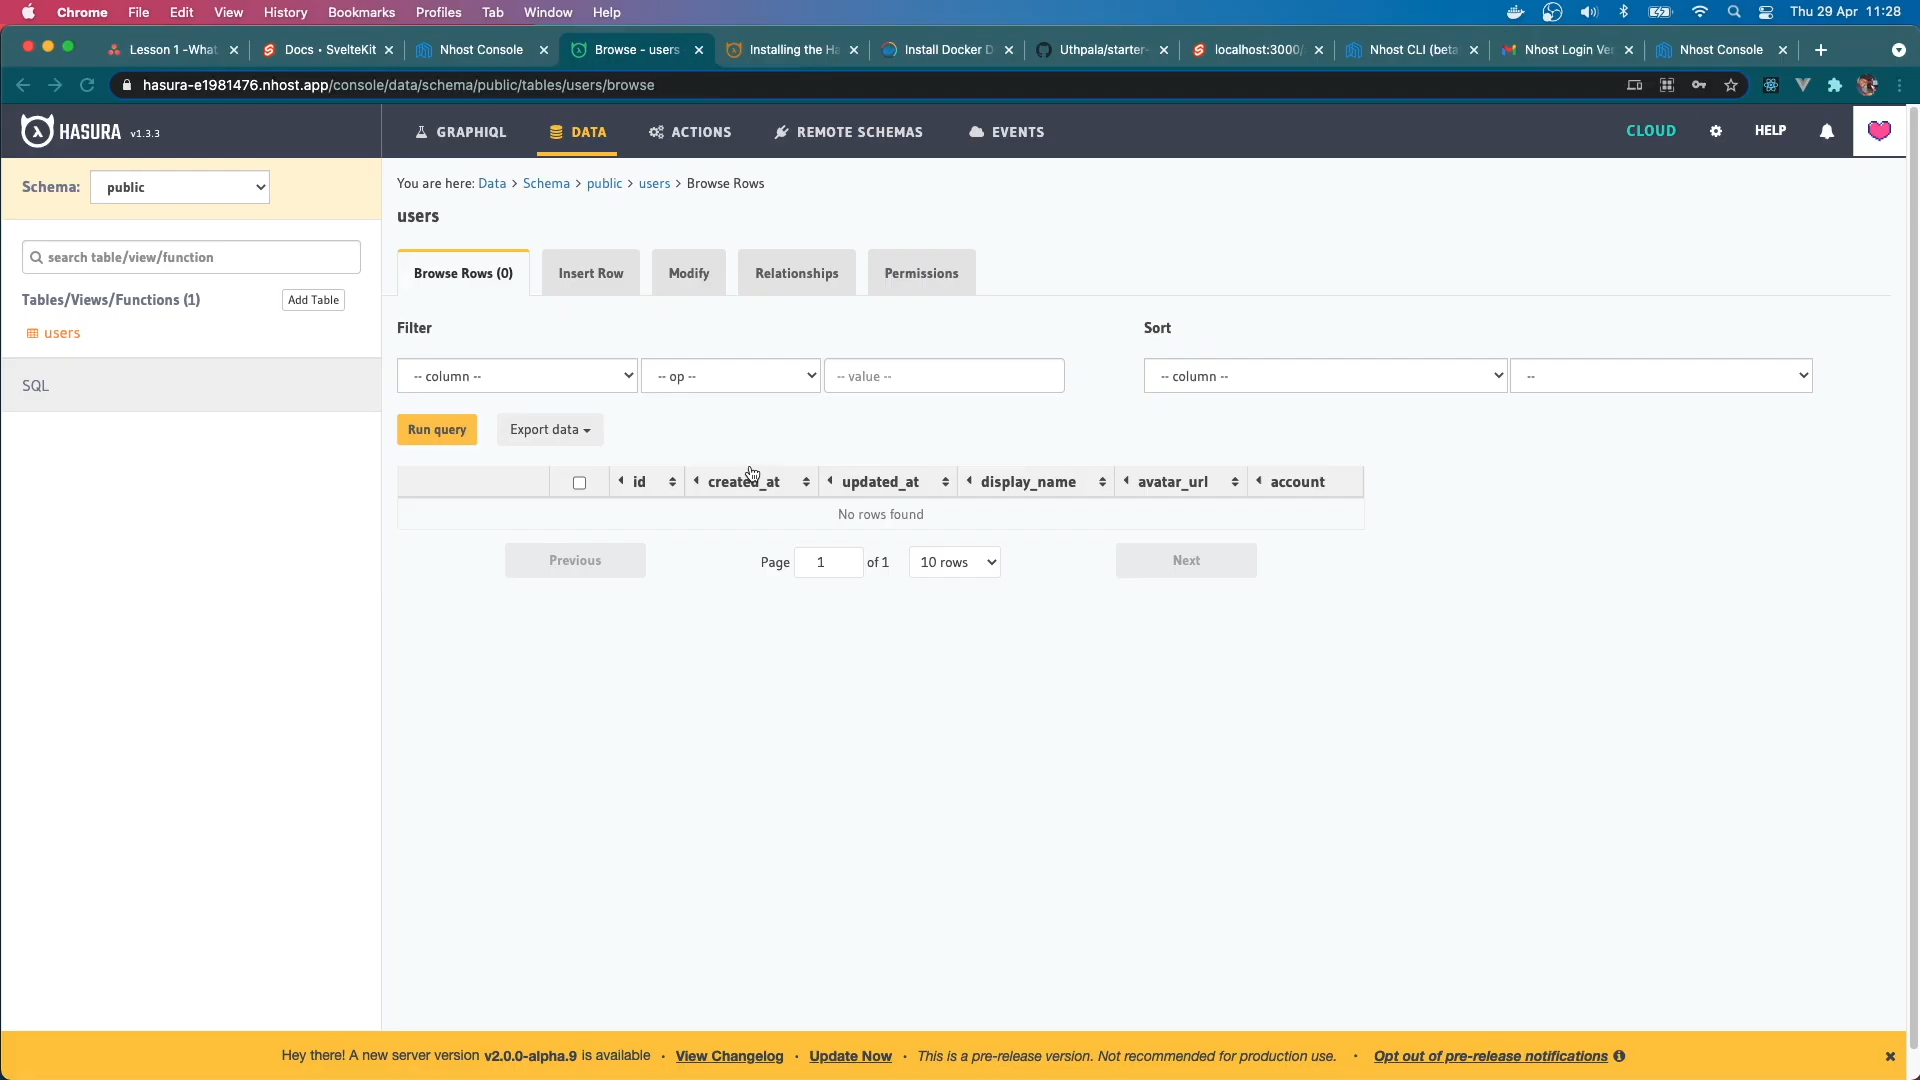 Chrome File Edit View History Bookmarks Profiles Tab Window Help Thu 29 Apr 11:28
Lesson 1 -What Docs • SvelteKit Nhost Console Browse - users Installing the Ha Install Docker D Uthpala/starter- localhost:3000/ Nhost CLI (beta Nhost Login Ve Nhost Console
hasura-e1981476.nhost.app/console/data/schema/public/tables/users/browse
HASURA v1.3.3 GRAPHIQL DATA ACTIONS REMOTE SCHEMAS EVENTS CLOUD HELP
Schema: public
search table/view/function
Tables/Views/Functions (1) Add Table
users
SQL
You are here: Data > Schema > public > users > Browse Rows
users
Browse Rows (0) Insert Row Modify Relationships Permissions
Filter Sort
-- column -- -- op -- -- value -- -- column -- --
Run query Export data
id created_at updated_at display_name avatar_url account
No rows found
Previous Page 1 of 1 10 rows Next
Hey there! A new server version v2.0.0-alpha.9 is available · View Changelog · Update Now · This is a pre-release version. Not recommended for production use. · Opt out of pre-release notifications